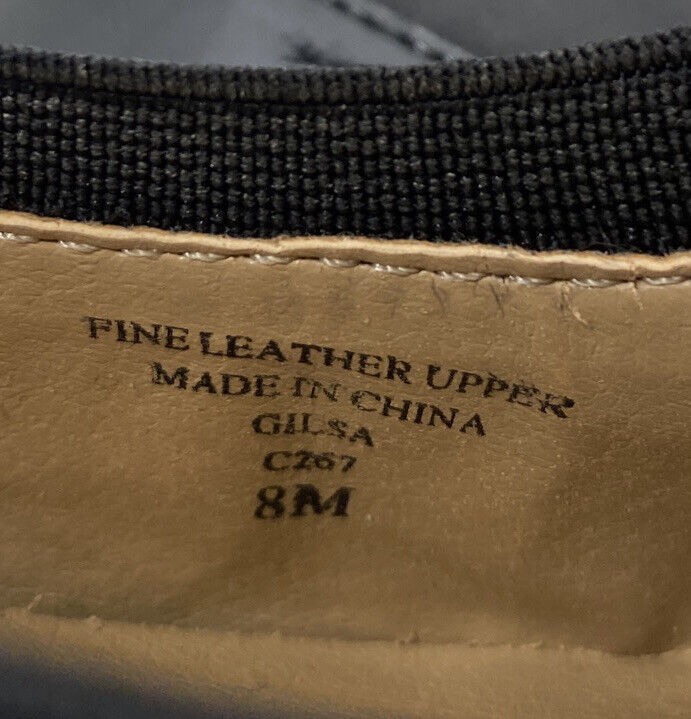 FINE LEATHER UPPER
MADE IN CHINA
GILSA
C267
8M